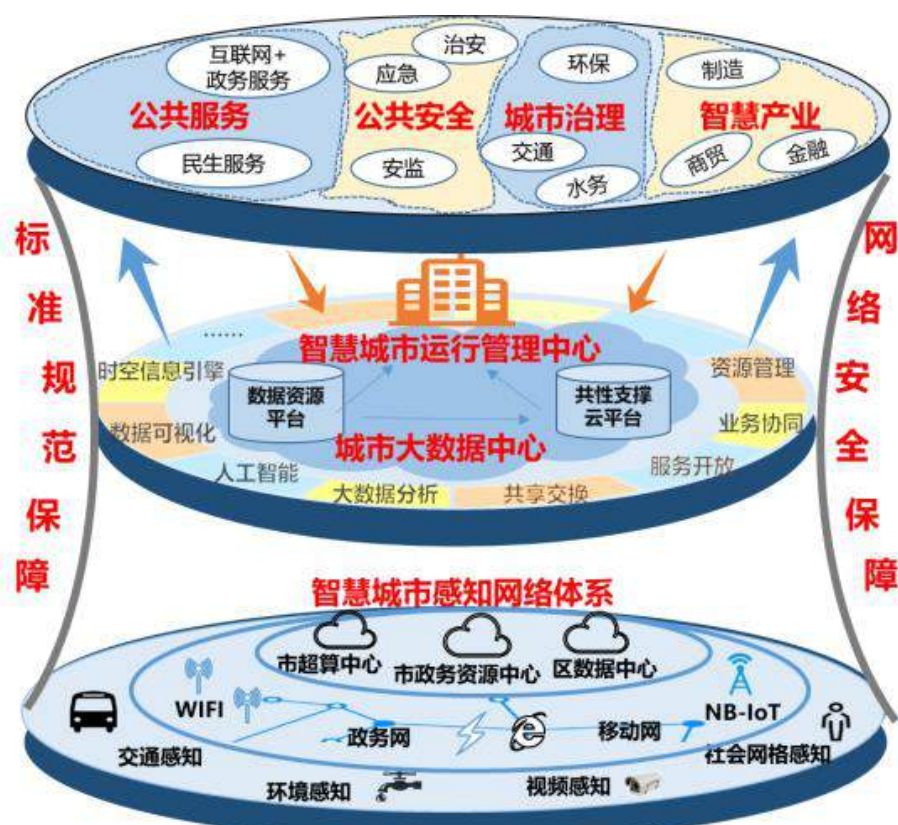 互联网+
政务服务
治安
应急
环保
制造
公共服务
公共安全
城市治理
智慧产业
民生服务
安监
交通
水务
商贸
金融
标准规范保障
网络安全保障
......
智慧城市运行管理中心
时空信息引擎
资源管理
数据资源
平台
共性支撑
云平台
数据可视化
业务协同
城市大数据中心
人工智能
服务开放
大数据分析
共享交换
智慧城市感知网络体系
市超算中心
市政务资源中心
区数据中心
WIFI
NB-IoT
政务网
移动网
交通感知
社会网格感知
环境感知
视频感知